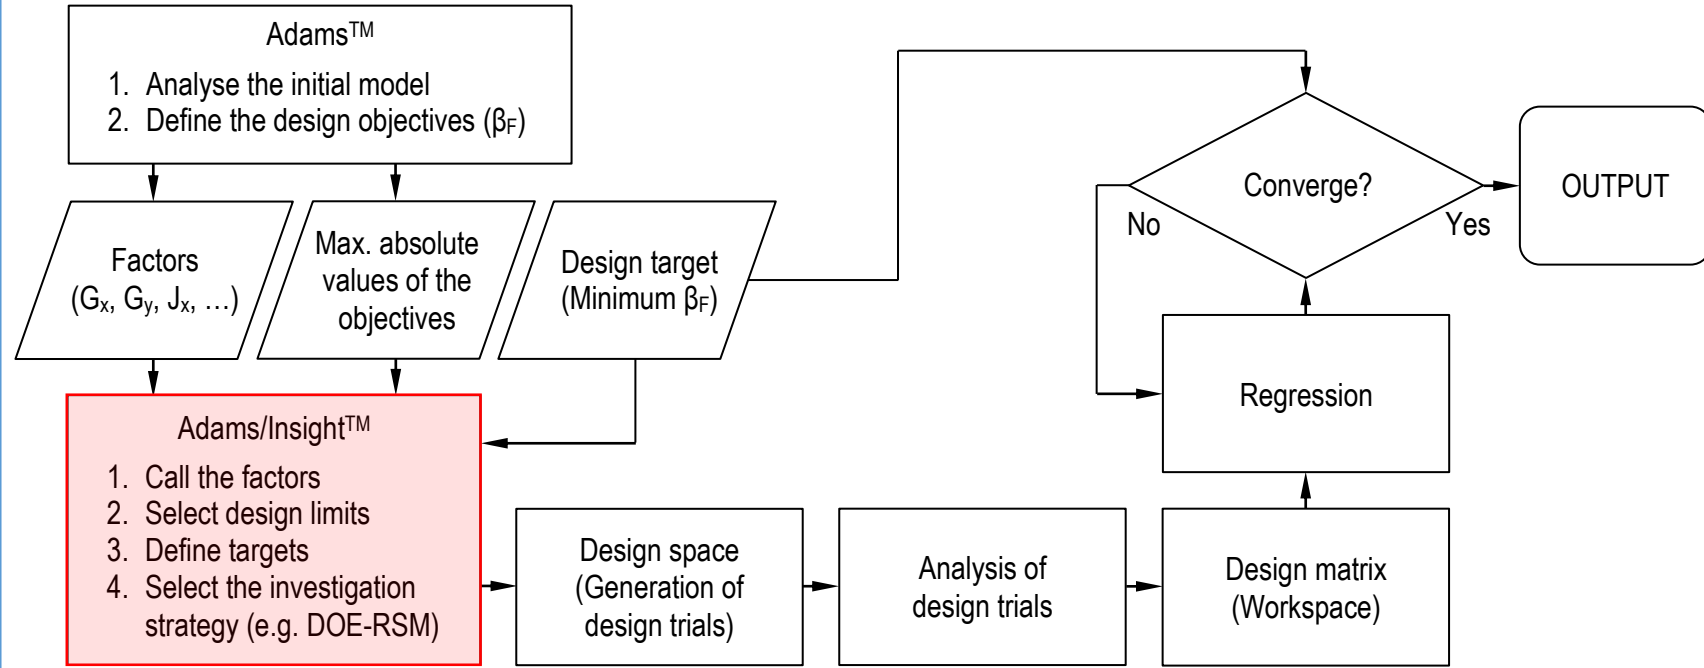 Adams™
1. Analyse the initial model
2. Define the design objectives (βF)
Factors
(Gx, Gy, Jx, …)
Max. absolute
values of the
objectives
Design target
(Minimum βF)
Adams/Insight™
1. Call the factors
2. Select design limits
3. Define targets
4. Select the investigation
strategy (e.g. DOE-RSM)
Design space
(Generation of
design trials)
Analysis of
design trials
Design matrix
(Workspace)
Regression
Converge?
No
Yes
OUTPUT